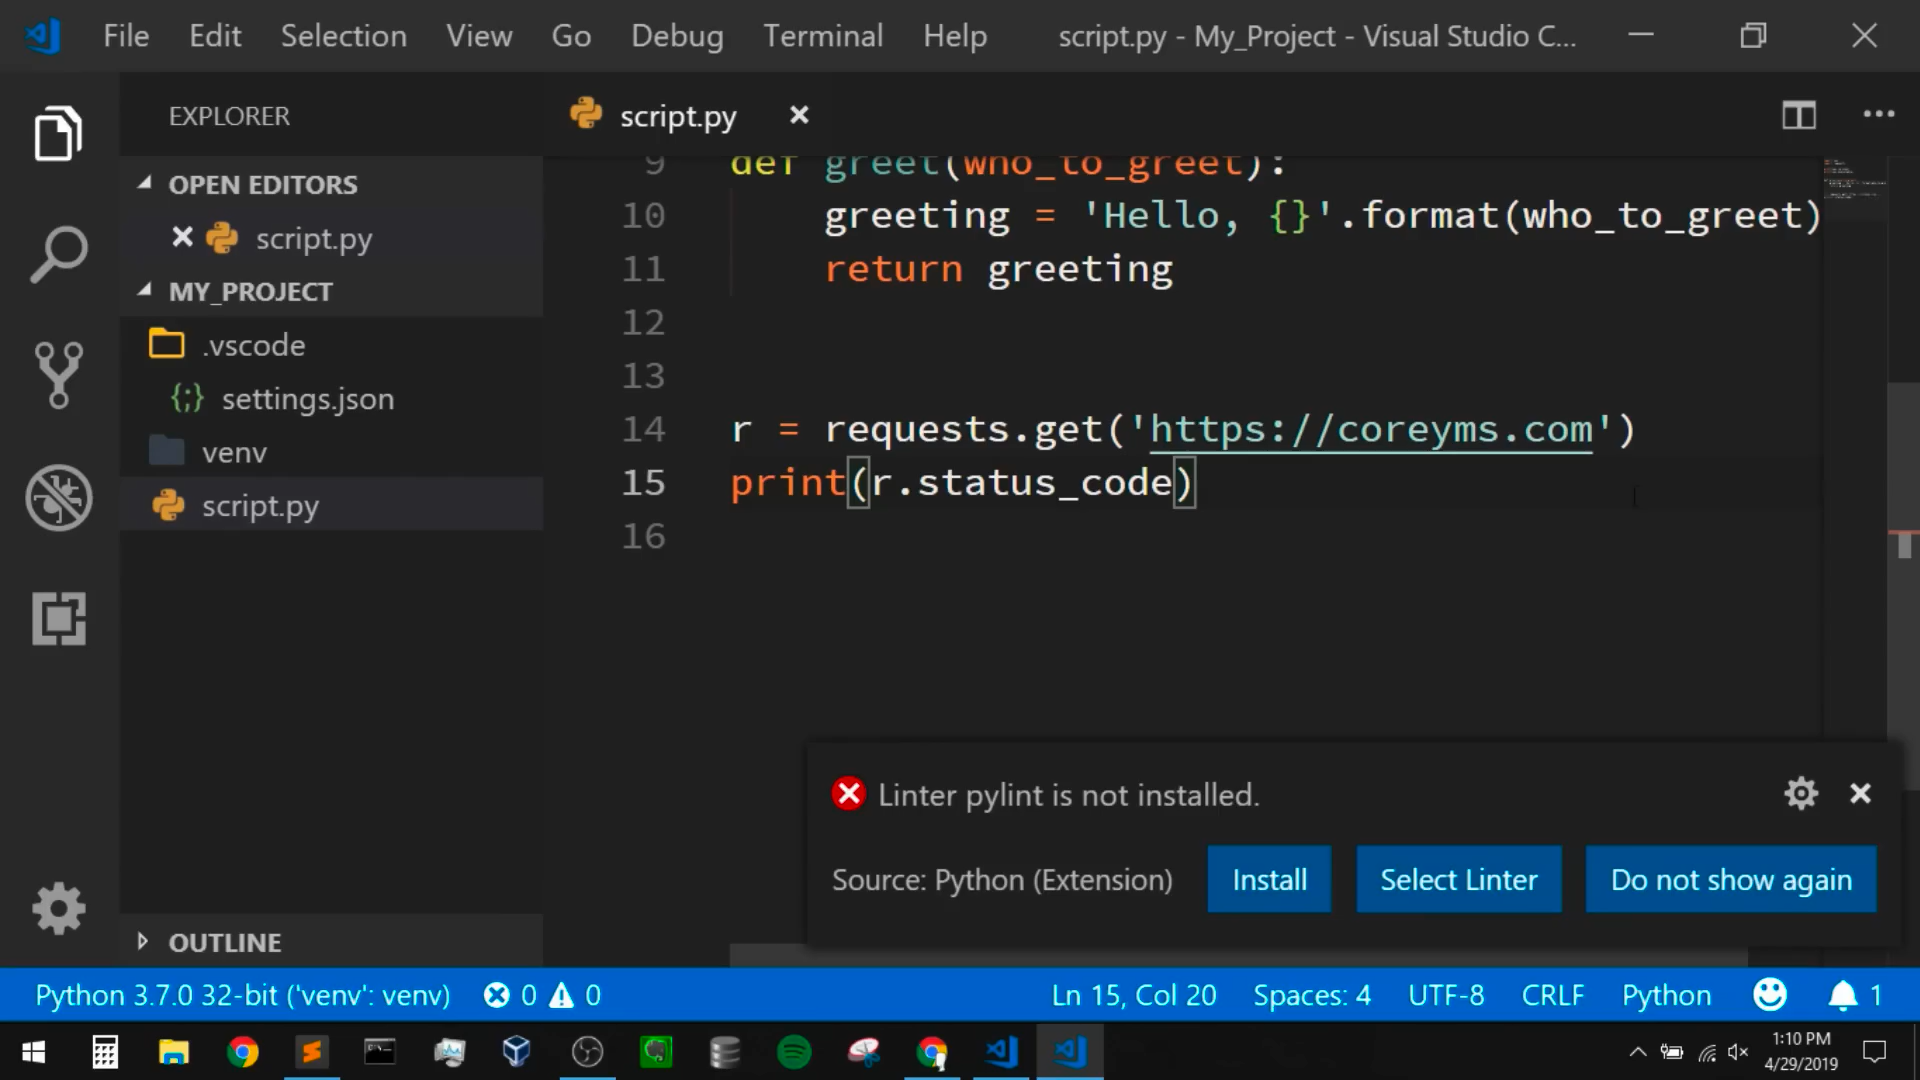 File Edit Selection View Go Debug Terminal Help script.py - My_Project - Visual Studio C...
EXPLORER
script.py
OPEN EDITORS
script.py
MY_PROJECT
.vscode
settings.json
venv
script.py
OUTLINE
9 def greet(who_to_greet):
10 greeting = 'Hello, {}'.format(who_to_greet)
11 return greeting
12
13
14 r = requests.get('https://coreyms.com')
15 print(r.status_code)
16
Linter pylint is not installed.
Source: Python (Extension) Install Select Linter Do not show again
Python 3.7.0 32-bit ('venv': venv) 0 0 Ln 15, Col 20 Spaces: 4 UTF-8 CRLF Python 1
1:10 PM
4/29/2019